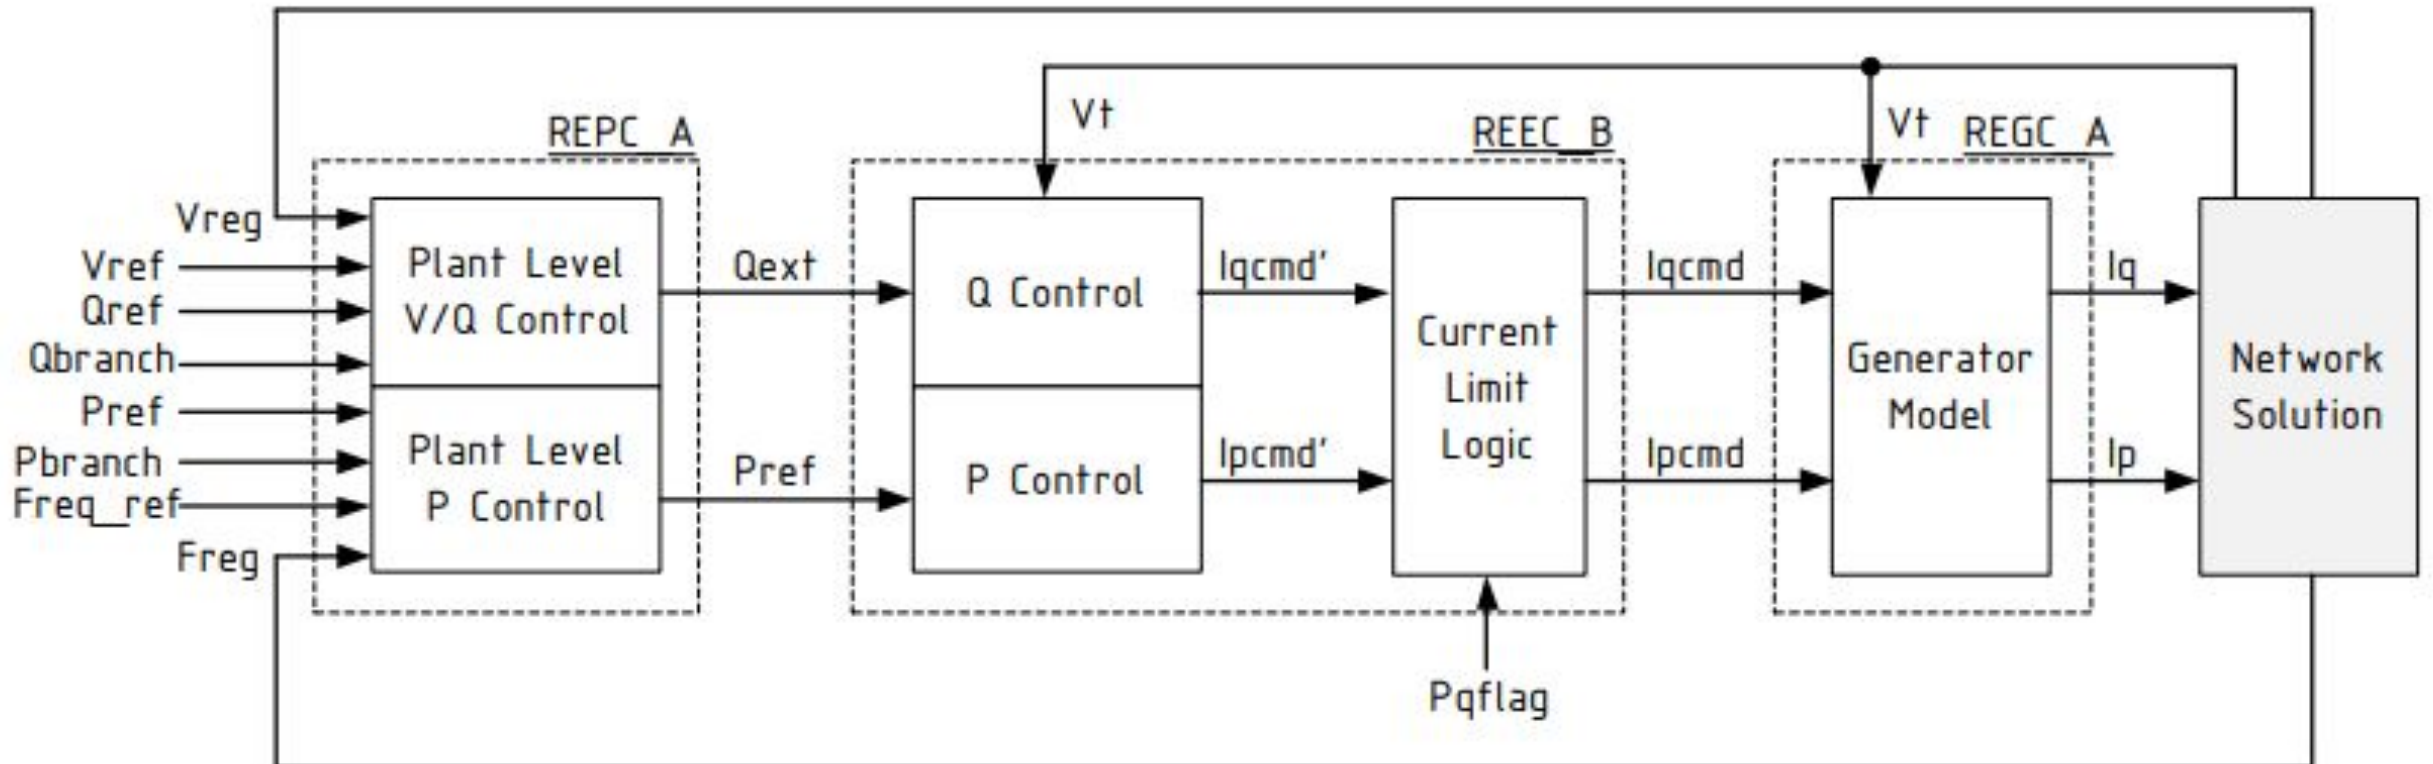 Vt
Vt
REPC_A
REEC_B
REGC_A
Vreg
Vref
Qref
Qbranch
Pref
Pbranch
Freq_ref
Freg
Plant Level
V/Q Control
Plant Level
P Control
Qext
Pref
Q Control
P Control
Iqcmd'
Ipcmd'
Current
Limit
Logic
Pqflag
Iqcmd
Ipcmd
Generator
Model
Iq
Ip
Network
Solution